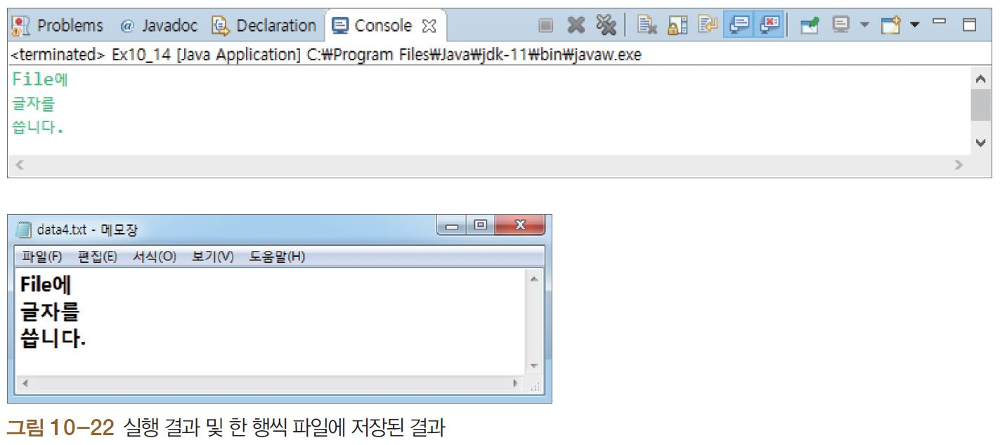 Problems @ Javadoc Declaration Console
<terminated> Ex10_14 [Java Application] C:₩Program Files₩Java₩jdk-11₩bin₩javaw.exe
File에
글자를
씁니다.
data4.txt - 메모장
파일(F) 편집(E) 서식(O) 보기(V) 도움말(H)
File에
글자를
씁니다.
그림 10-22 실행 결과 및 한 행씩 파일에 저장된 결과